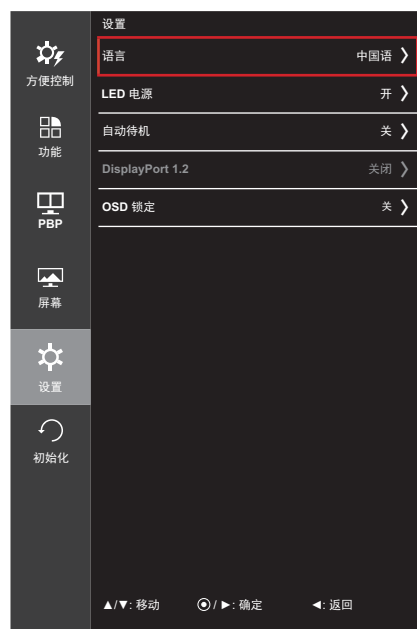 设置
方便控制
功能
PBP
屏幕
设置
初始化
语言 中国语 ❯
LED 电源 开 ❯
自动待机 关 ❯
DisplayPort 1.2 关闭 ❯
OSD 锁定 关 ❯
▲/▼: 移动 ⦿ / ►: 确定 ◄: 返回